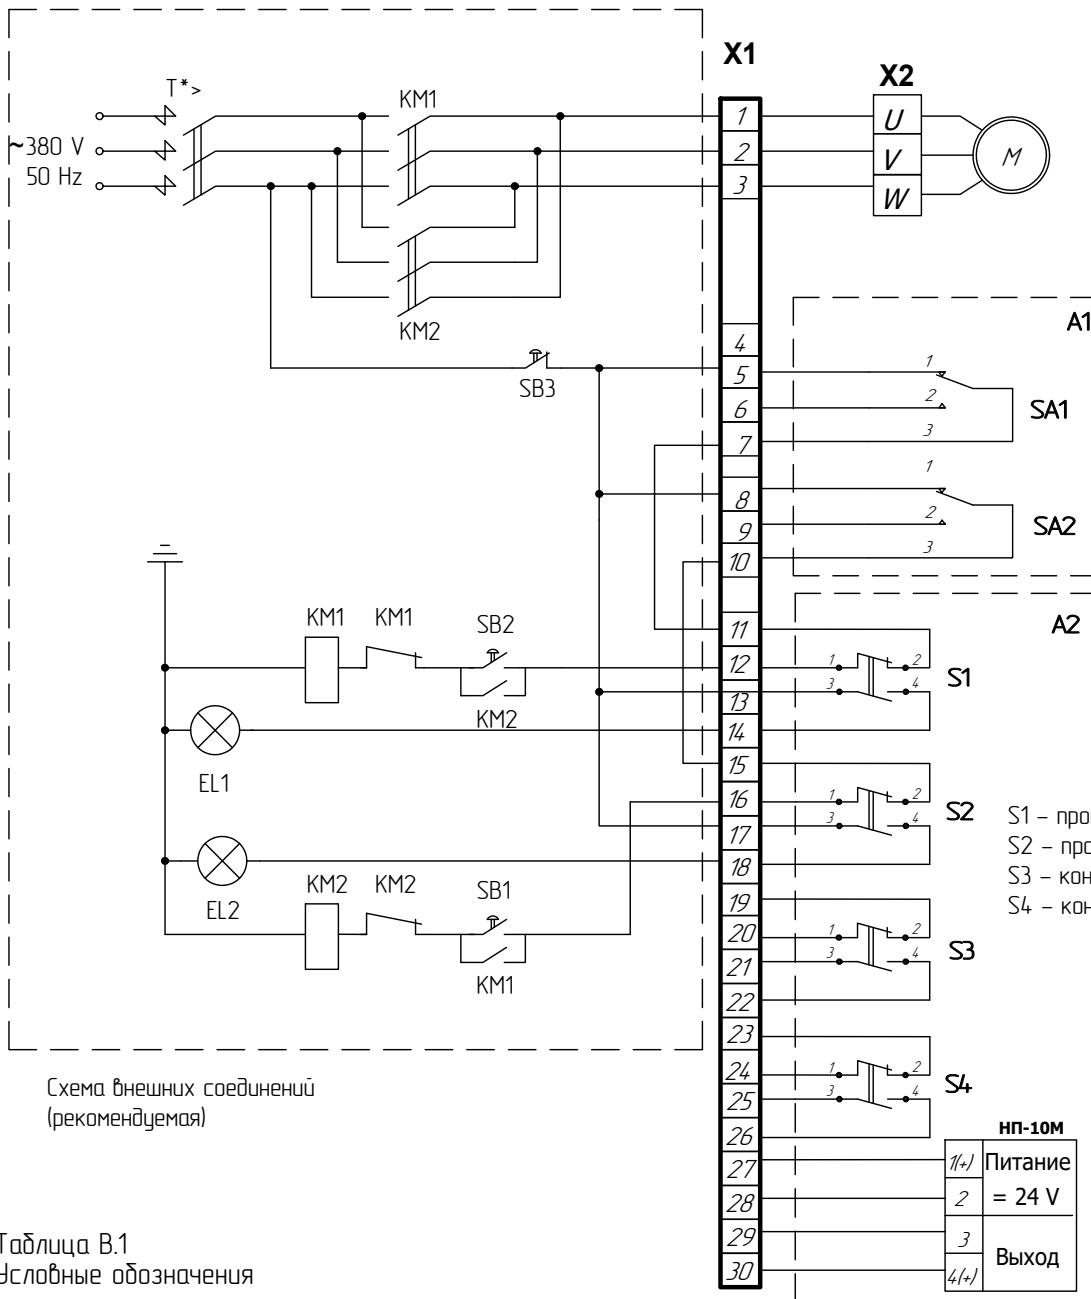 X1
X2
T*>
KM1
~380 V
50 Hz
1
2
3
U
V
W
M
KM2
SB3
4
5
6
7
8
9
10
A1
1
2
3
SA1
1
2
3
SA2
A2
KM1
KM1
SB2
KM2
EL1
11
12
13
14
1
2
3
4
S1
15
16
17
18
1
2
3
4
S2
S1 – про
S2 – про
S3 – кон
S4 – кон
EL2
KM2
KM2
SB1
KM1
19
20
21
22
1
2
3
4
S3
23
24
25
26
1
2
3
4
S4
Схема внешних соединений
(рекомендуемая)
НП-10М
27
28
29
30
1(+) Питание
2 = 24 V
3
Выход
4(+)
Таблица В.1
Условные обозначения